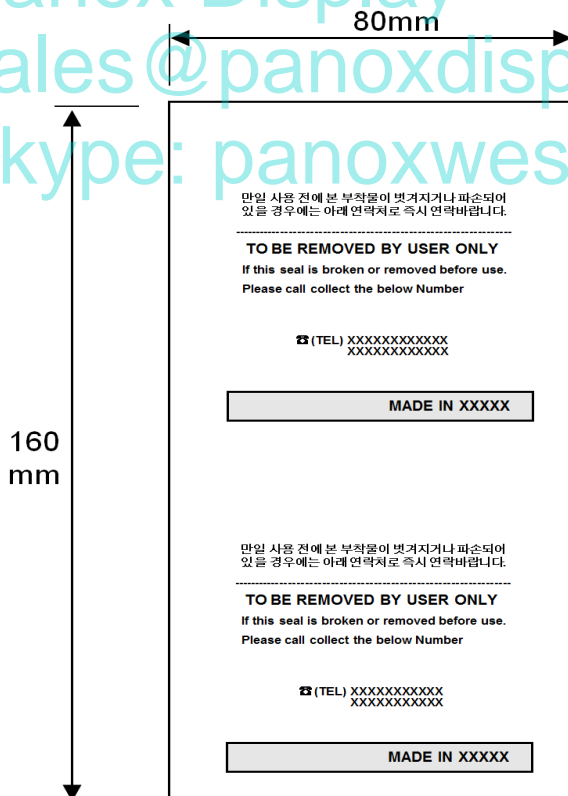 Panox Display
sales@panoxdisp
skype: panoxwes
80mm
160
mm
만일 사용 전에 본 부착물이 벗겨지거나 파손되어
있을 경우에는 아래 연락처로 즉시 연락바랍니다.
TO BE REMOVED BY USER ONLY
If this seal is broken or removed before use.
Please call collect the below Number
☎(TEL) XXXXXXXXXXXX
XXXXXXXXXXXX
MADE IN XXXXX
만일 사용 전에 본 부착물이 벗겨지거나 파손되어
있을 경우에는 아래 연락처로 즉시 연락바랍니다.
TO BE REMOVED BY USER ONLY
If this seal is broken or removed before use.
Please call collect the below Number
☎(TEL) XXXXXXXXXXX
XXXXXXXXXXX
MADE IN XXXXX